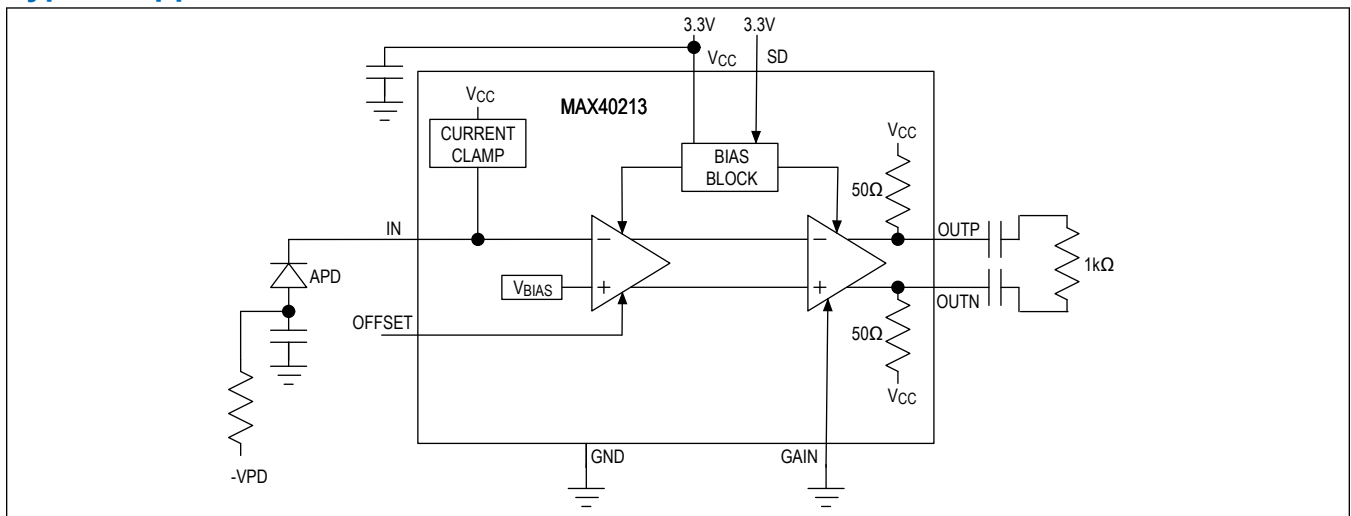 3.3V
3.3V
VCC
SD
VCC
MAX40213
CURRENT
CLAMP
BIAS
BLOCK
VCC
50Ω
IN
OUTP
APD
VBIAS
1kΩ
OUTN
OFFSET
50Ω
VCC
-VPD
GND
GAIN